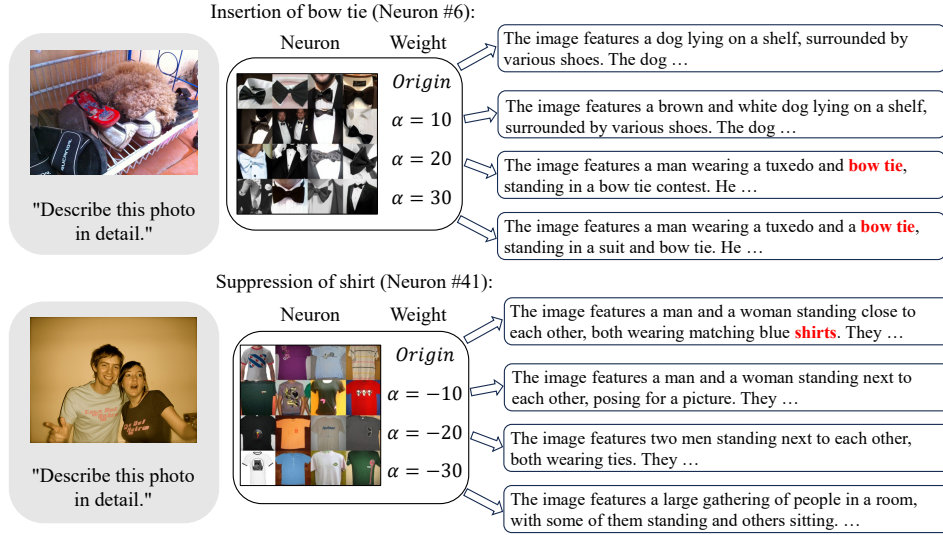 Insertion of bow tie (Neuron #6):
Neuron Weight
Origin
α = 10
α = 20
α = 30
"Describe this photo
in detail."
The image features a dog lying on a shelf, surrounded by
various shoes. The dog …
The image features a brown and white dog lying on a shelf,
surrounded by various shoes. The dog …
The image features a man wearing a tuxedo and bow tie,
standing in a bow tie contest. He …
The image features a man wearing a tuxedo and a bow tie,
standing in a suit and bow tie. He …
Suppression of shirt (Neuron #41):
Neuron Weight
Origin
α = −10
α = −20
α = −30
"Describe this photo
in detail."
The image features a man and a woman standing close to
each other, both wearing matching blue shirts. They …
The image features a man and a woman standing next to
each other, posing for a picture. They …
The image features two men standing next to each other,
both wearing ties. They …
The image features a large gathering of people in a room,
with some of them standing and others sitting. …